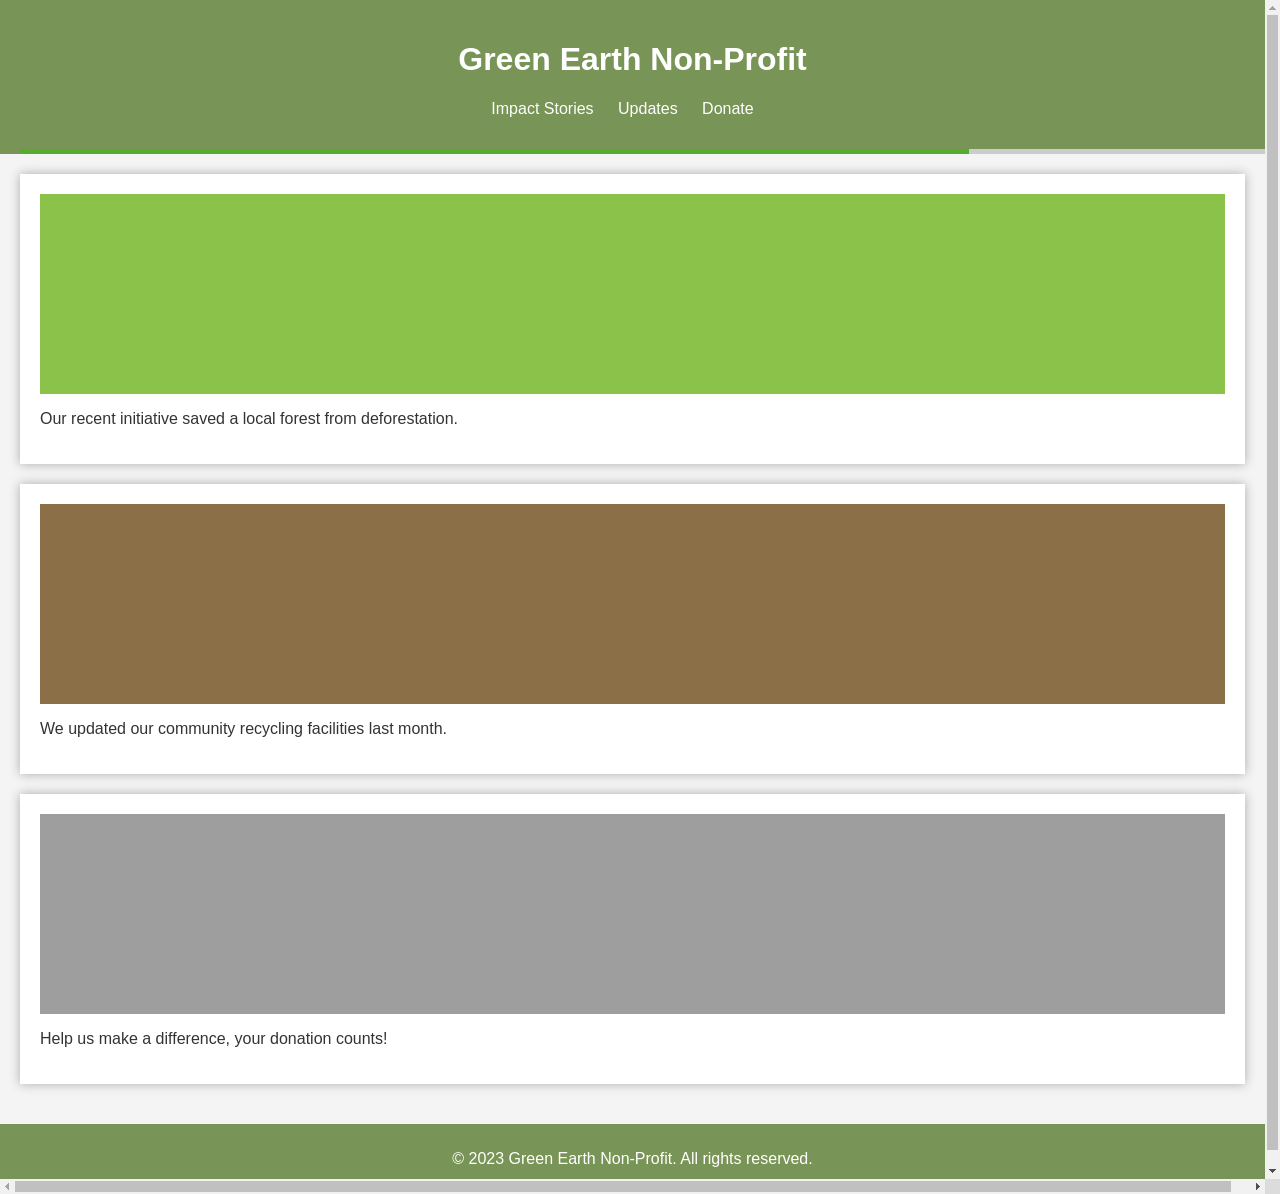 Green Earth Non-Profit
Impact Stories Updates Donate
Our recent initiative saved a local forest from deforestation.
We updated our community recycling facilities last month.
Help us make a difference, your donation counts!
© 2023 Green Earth Non-Profit. All rights reserved.